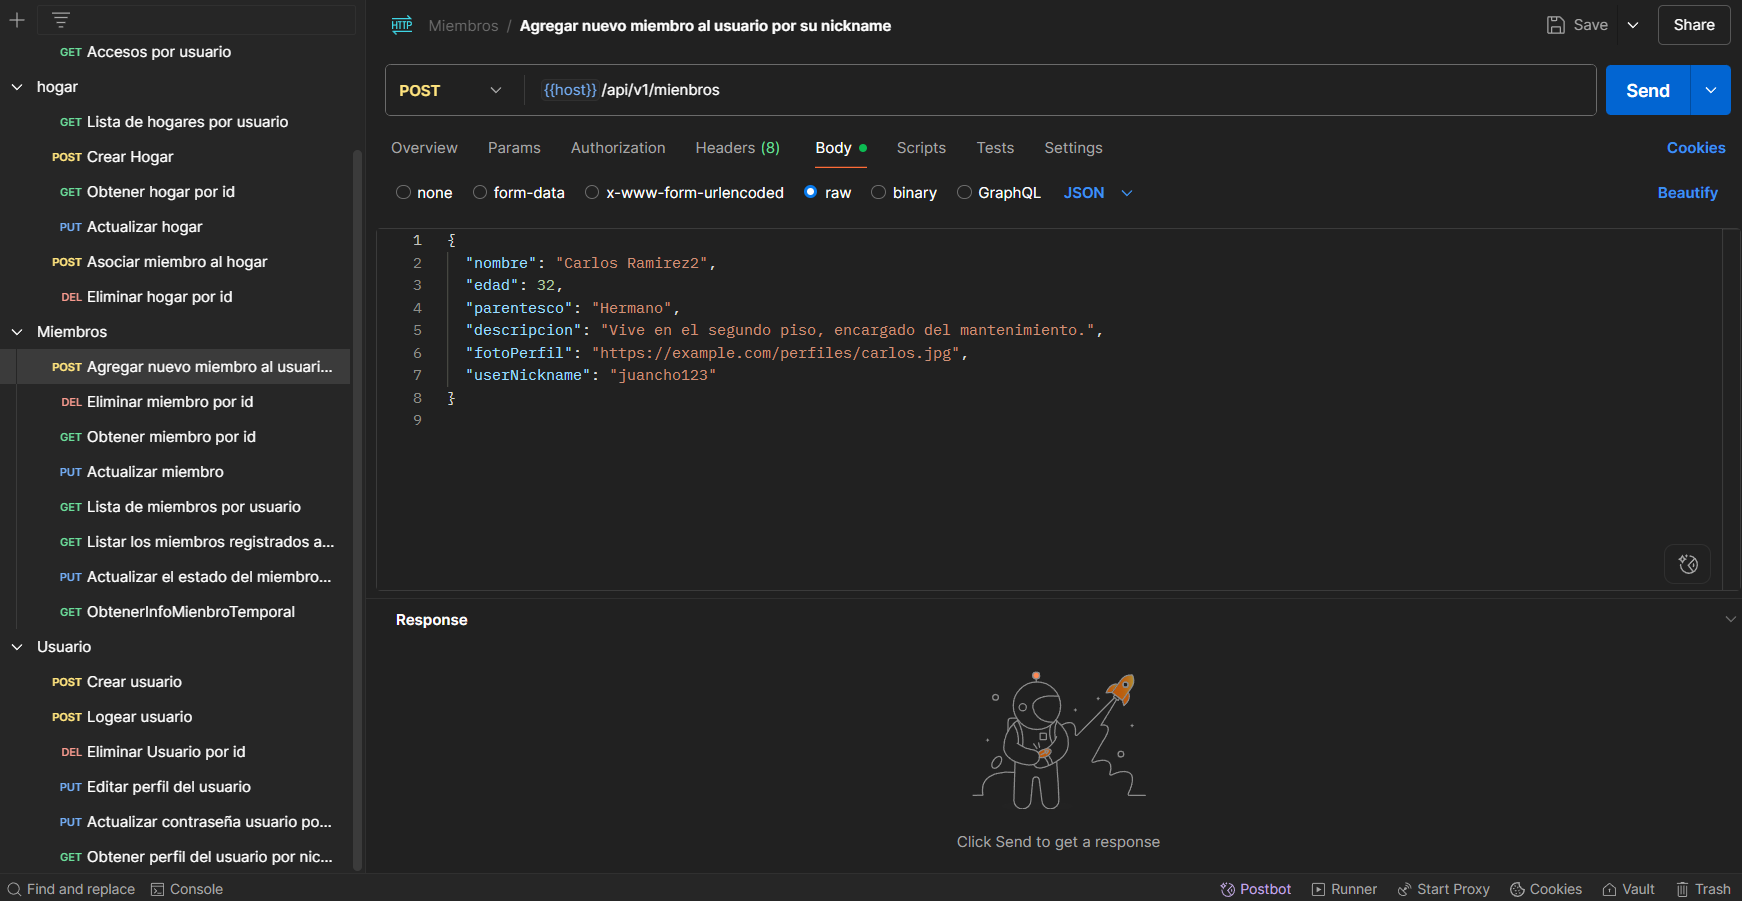 GET Accesos por usuario
hogar
GET Lista de hogares por usuario
POST Crear Hogar
GET Obtener hogar por id
PUT Actualizar hogar
POST Asociar miembro al hogar
DEL Eliminar hogar por id
Miembros
POST Agregar nuevo miembro al usuari...
DEL Eliminar miembro por id
GET Obtener miembro por id
PUT Actualizar miembro
GET Lista de miembros por usuario
GET Listar los miembros registrados a...
PUT Actualizar el estado del miembro...
GET ObtenerInfoMienbroTemporal
Usuario
POST Crear usuario
POST Logear usuario
DEL Eliminar Usuario por id
PUT Editar perfil del usuario
PUT Actualizar contraseña usuario po...
GET Obtener perfil del usuario por nic...
HTTP Miembros / Agregar nuevo miembro al usuario por su nickname
Save
Share
POST {{host}}/api/v1/mienbros
Send
Overview Params Authorization Headers (8) Body Scripts Tests Settings Cookies
none form-data x-www-form-urlencoded raw binary GraphQL JSON Beautify
1 {
2 "nombre": "Carlos Ramirez2",
3 "edad": 32,
4 "parentesco": "Hermano",
5 "descripcion": "Vive en el segundo piso, encargado del mantenimiento.",
6 "fotoPerfil": "https://example.com/perfiles/carlos.jpg",
7 "userNickname": "juancho123"
8 }
9
Response
Click Send to get a response
Find and replace Console Postbot Runner Start Proxy Cookies Vault Trash